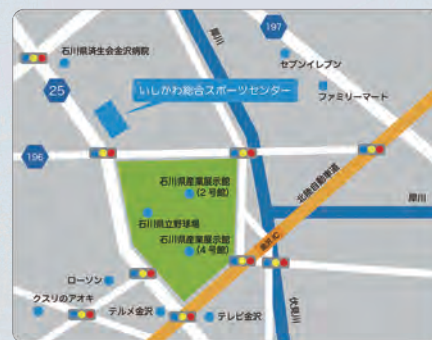 197
犀川
石川県済生会金沢病院
セブンイレブン
25
いしかわ総合スポーツセンター
ファミリーマート
196
北陸自動車道
石川県産業展示館
(2号館)
犀川
石川県立野球場
石川県産業展示館
(4号館)
ローソン
伏見川
クスリのアオキ
テルメ金沢
テレビ金沢